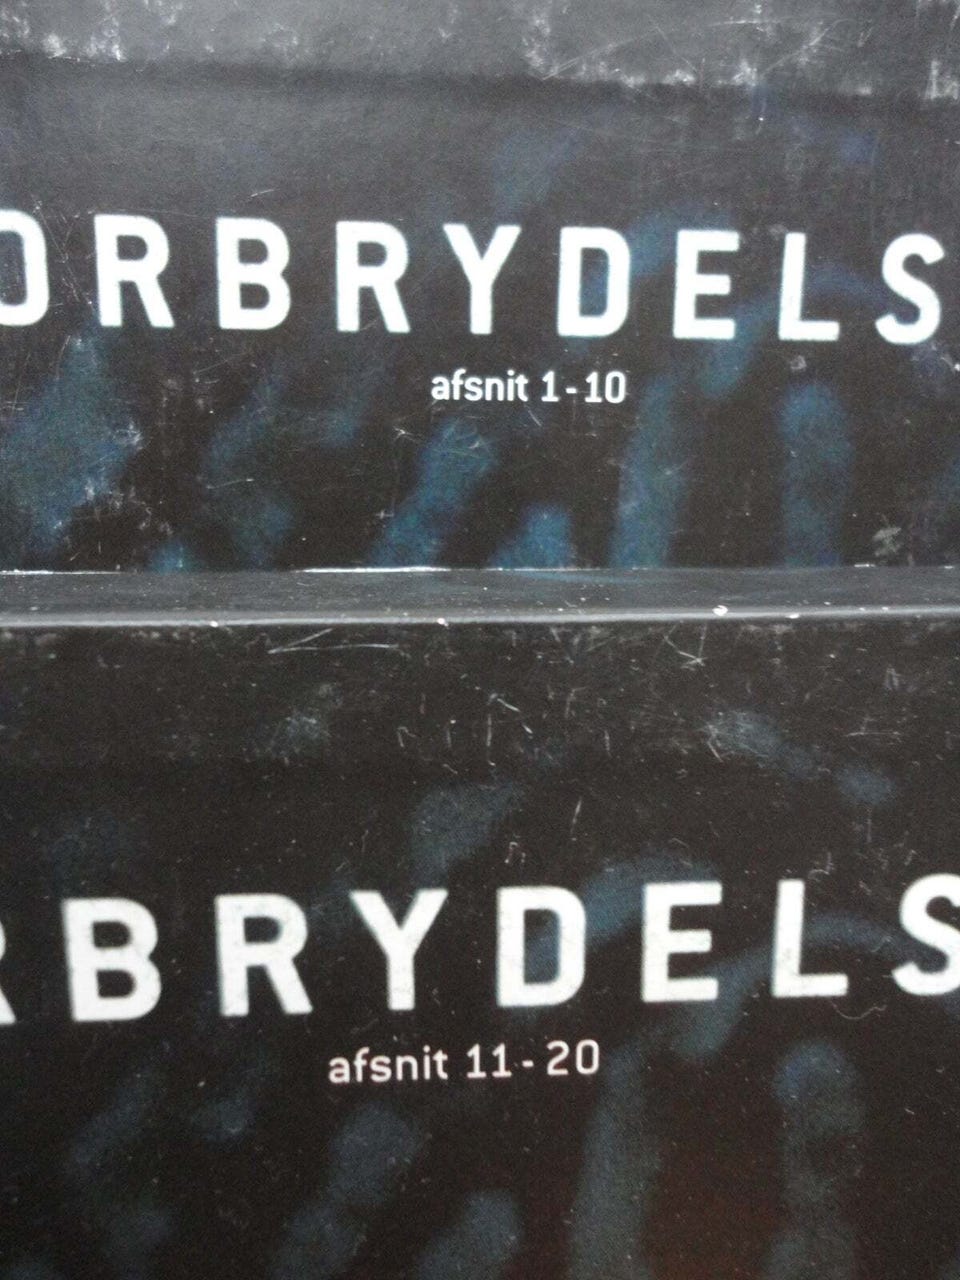 ORBRYDELS
afsnit 1-10
RBRYDELS
afsnit 11-20